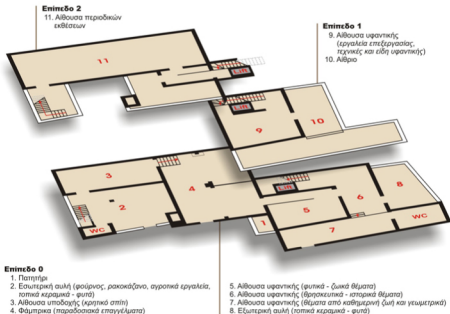 Επίπεδο 2
11. Αίθουσα περιοδικών
εκθέσεων
Επίπεδο 1
9. Αίθουσα υφαντικής
(εργαλεία επεξεργασίας,
τεχνικές και είδη υφαντικής)
10. Αίθριο
11
Lift
9
10
Lift
3
4
2
WC
1
5
6
8
7
WC
Επίπεδο 0
1. Πατητήρι
2. Εσωτερική αυλή (φούρνος, ρακοκάζανο, αγροτικά εργαλεία,
τοπικά κεραμικά - φυτά)
3. Αίθουσα υποδοχής (κρητικό σπίτι)
4. Φάμπρικα (παραδοσιακά επαγγέλματα)
5. Αίθουσα υφαντικής (φυτικά - ζωικά θέματα)
6. Αίθουσα υφαντικής (θρησκευτικά - ιστορικά θέματα)
7. Αίθουσα υφαντικής (θέματα από καθημερινή ζωή και γεωμετρικά)
8. Εξωτερική αυλή (τοπικά κεραμικά - φυτά)